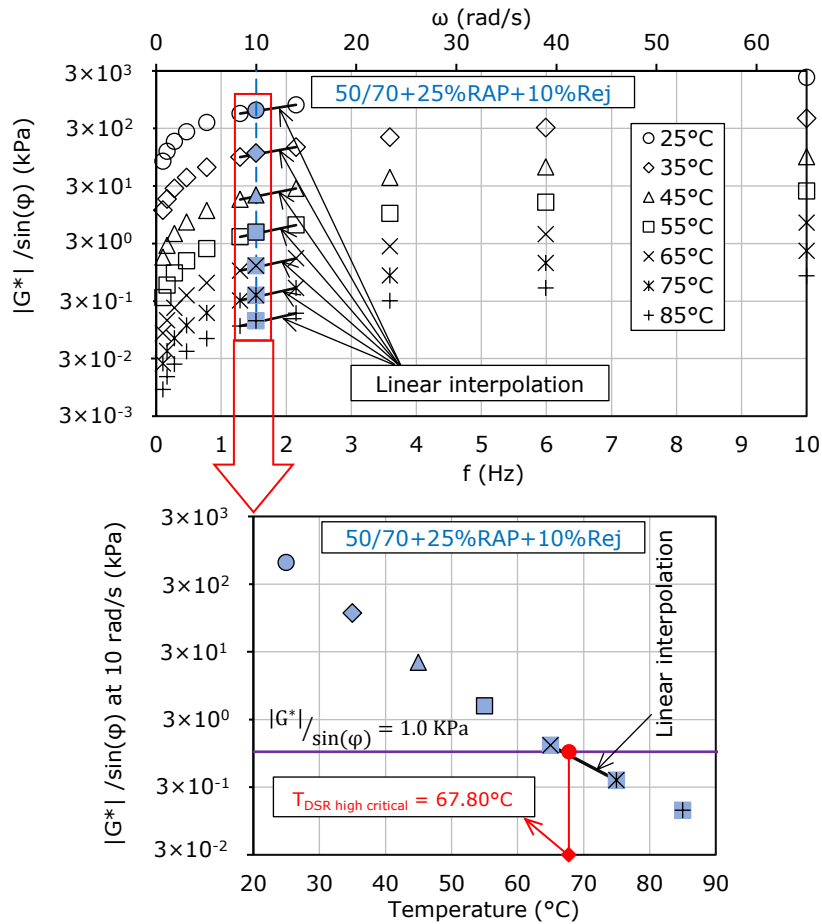 ω (rad/s)
0 10 20 30 40 50 60
|G*| /sin(φ) (kPa)
3×10³
3×10²
3×10¹
3×10⁰
3×10⁻¹
3×10⁻²
3×10⁻³
50/70+25%RAP+10%Rej
25°C
35°C
45°C
55°C
65°C
75°C
85°C
Linear interpolation
0 1 2 3 4 5 6 7 8 9 10
f (Hz)
|G*| /sin(φ) at 10 rad/s (kPa)
3×10³
3×10²
3×10¹
3×10⁰
3×10⁻¹
3×10⁻²
50/70+25%RAP+10%Rej
Linear interpolation
|G*|/sin(φ) = 1.0 KPa
T DSR high critical = 67.80°C
20 30 40 50 60 70 80 90
Temperature (°C)